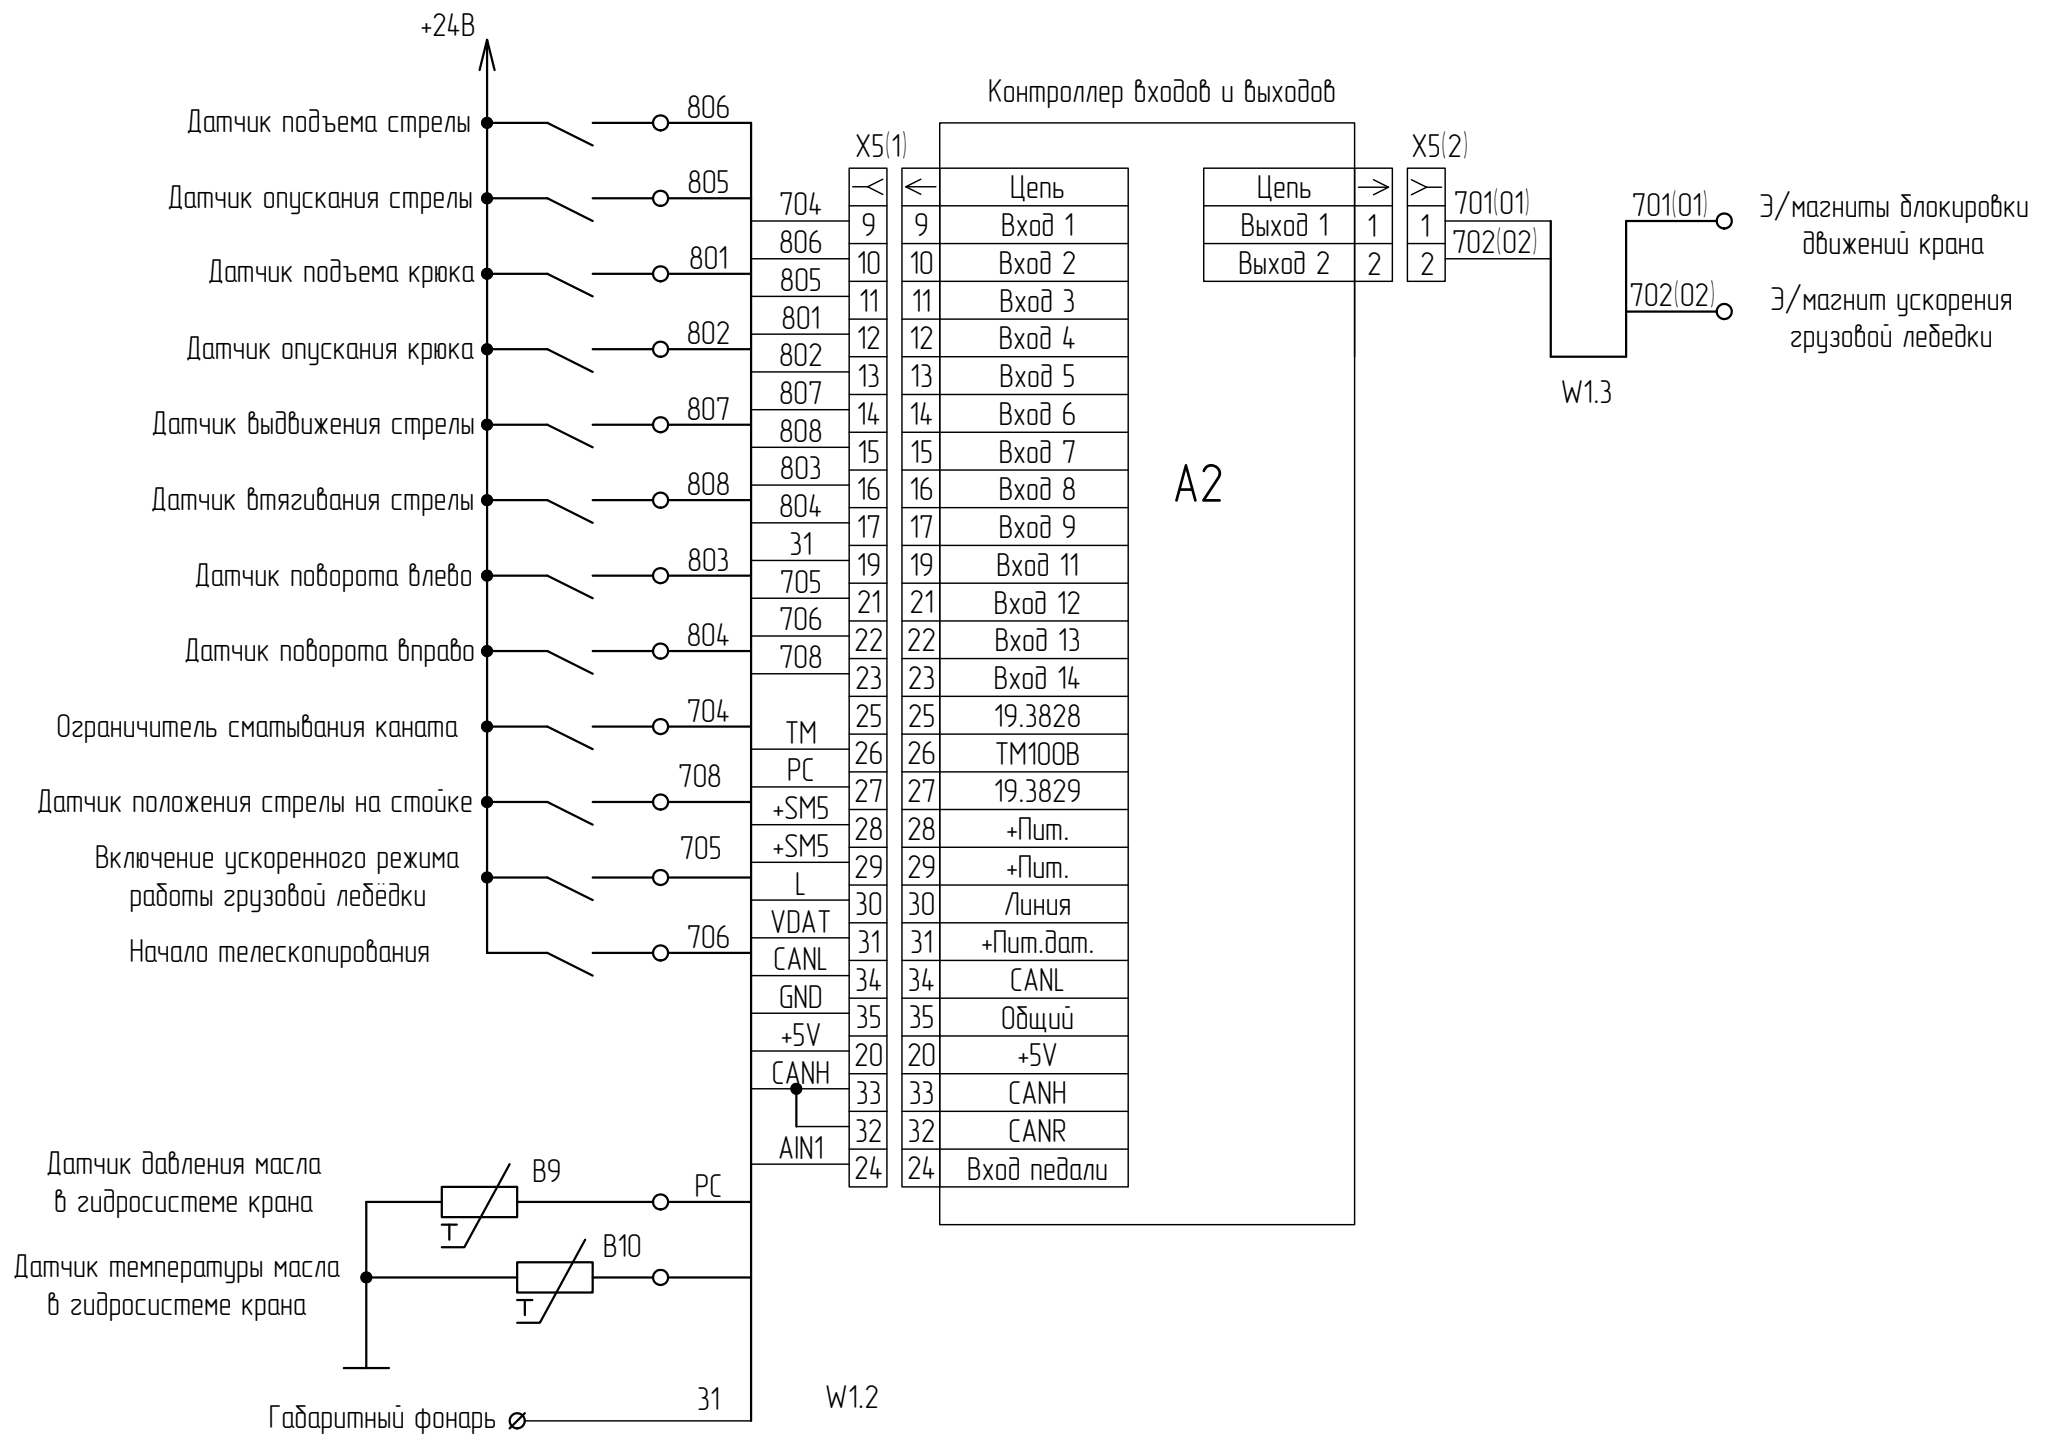 +24В
Датчик подъема стрелы
806
Датчик опускания стрелы
805
Датчик подъема крюка
801
Датчик опускания крюка
802
Датчик выдвижения стрелы
807
Датчик втягивания стрелы
808
Датчик поворота влево
803
Датчик поворота вправо
804
Ограничитель сматывания каната
704
Датчик положения стрелы на стойке
708
Включение ускоренного режима
работы грузовой лебёдки
705
Начало телескопирования
706
Датчик давления масла
в гидросистеме крана
B9
PC
T
Датчик температуры масла
в гидросистеме крана
B10
T
Габаритный фонарь
31
W1.2
Контроллер входов и выходов
X5(1)
Цепь
704 9 9 Вход 1
806 10 10 Вход 2
805 11 11 Вход 3
801 12 12 Вход 4
802 13 13 Вход 5
807 14 14 Вход 6
808 15 15 Вход 7
803 16 16 Вход 8
804 17 17 Вход 9
31 19 19 Вход 11
705 21 21 Вход 12
706 22 22 Вход 13
708 23 23 Вход 14
25 25 19.3828
TM 26 26 ТМ100В
PC 27 27 19.3829
+SM5 28 28 +Пит.
+SM5 29 29 +Пит.
L 30 30 Линия
VDAT 31 31 +Пит.дат.
CANL 34 34 CANL
GND 35 35 Общий
+5V 20 20 +5V
CANH 33 33 CANH
32 32 CANR
AIN1 24 24 Вход педали
A2
X5(2)
Цепь
Выход 1 1 1 701(01)
Выход 2 2 2 702(02)
W1.3
701(01)
Э/магниты блокировки
движений крана
702(02)
Э/магнит ускорения
грузовой лебедки